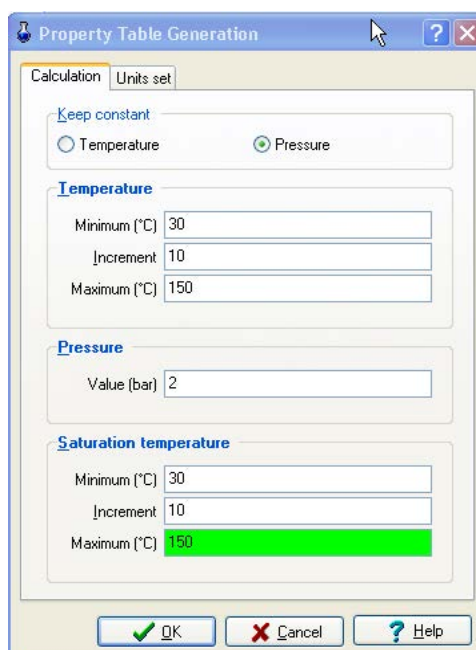 Property Table Generation
Calculation Units set
Keep constant
Temperature Pressure
Temperature
Minimum (°C) 30
Increment 10
Maximum (°C) 150
Pressure
Value (bar) 2
Saturation temperature
Minimum (°C) 30
Increment 10
Maximum (°C) 150
OK Cancel ? Help